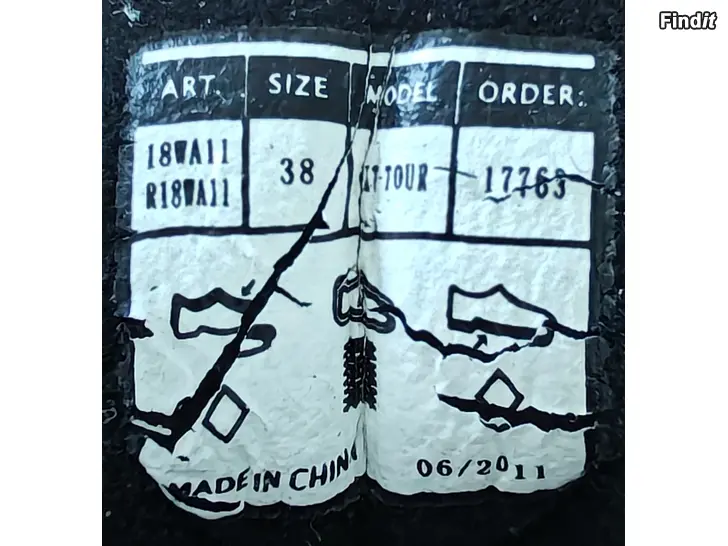 Findit
ART. SIZE MODEL ORDER:
18WA11 38 17763
R18WA11
MADE IN CHINA
06/2011